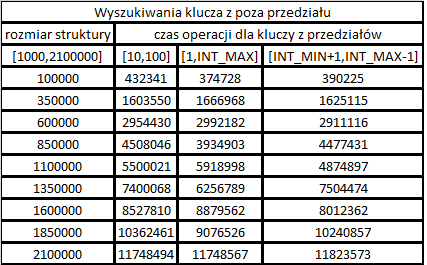 Wyszukiwania klucza z poza przedziału
rozmiar struktury czas operacji dla kluczy z przedziałów
[1000,2100000] [10,100] [1,INT_MAX] [INT_MIN+1,INT_MAX-1]
100000 432341 374728 390225
350000 1603550 1666968 1625115
600000 2954430 2992182 2911116
850000 4508046 3934903 4477431
1100000 5500021 5918998 4874897
1350000 7400068 6256789 7504474
1600000 8527810 8879562 8012362
1850000 10362461 9076526 10240857
2100000 11748494 11748567 11823573